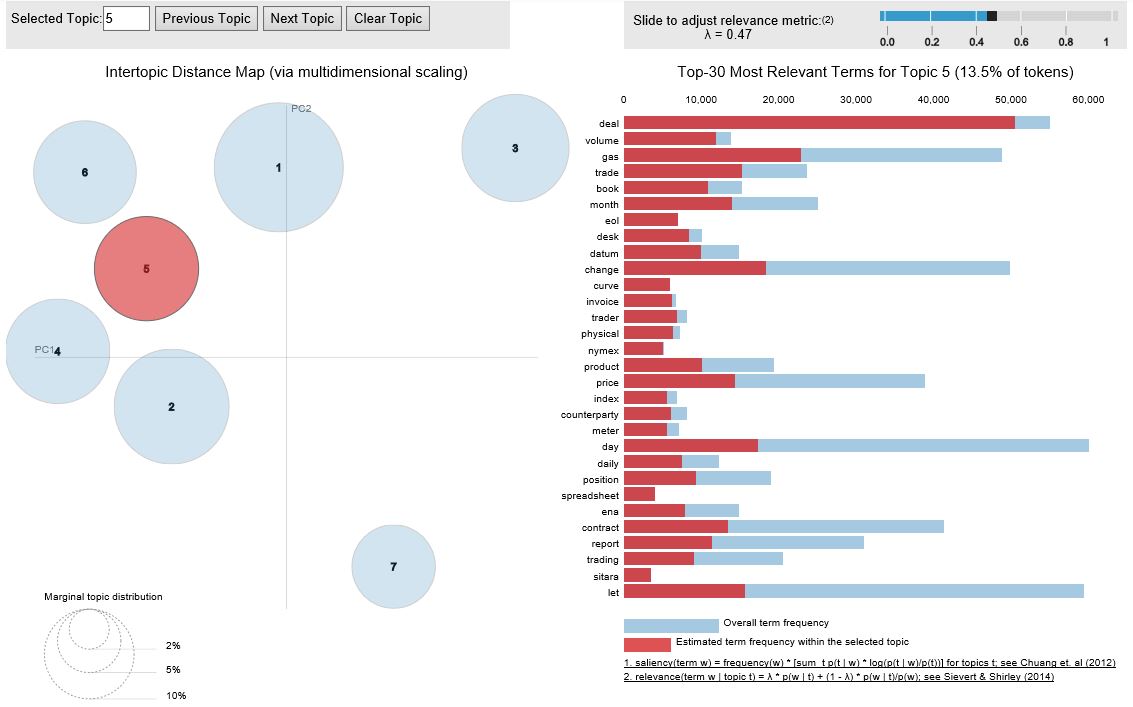 Selected Topic: 5 Previous Topic Next Topic Clear Topic
Slide to adjust relevance metric:(2)
λ = 0.47
0.0 0.2 0.4 0.6 0.8 1
Intertopic Distance Map (via multidimensional scaling)
PC2
PC1
1
2
3
4
5
6
7
Marginal topic distribution
2%
5%
10%
Top-30 Most Relevant Terms for Topic 5 (13.5% of tokens)
0 10,000 20,000 30,000 40,000 50,000 60,000
deal
volume
gas
trade
book
month
eol
desk
datum
change
curve
invoice
trader
physical
nymex
product
price
index
counterparty
meter
day
daily
position
spreadsheet
ena
contract
report
trading
sitara
let
Overall term frequency
Estimated term frequency within the selected topic
1. saliency(term w) = frequency(w) * [sum_t p(t | w) * log(p(t | w)/p(t))] for topics t; see Chuang et. al (2012)
2. relevance(term w | topic t) = λ * p(w | t) + (1 - λ) * p(w | t)/p(w); see Sievert & Shirley (2014)